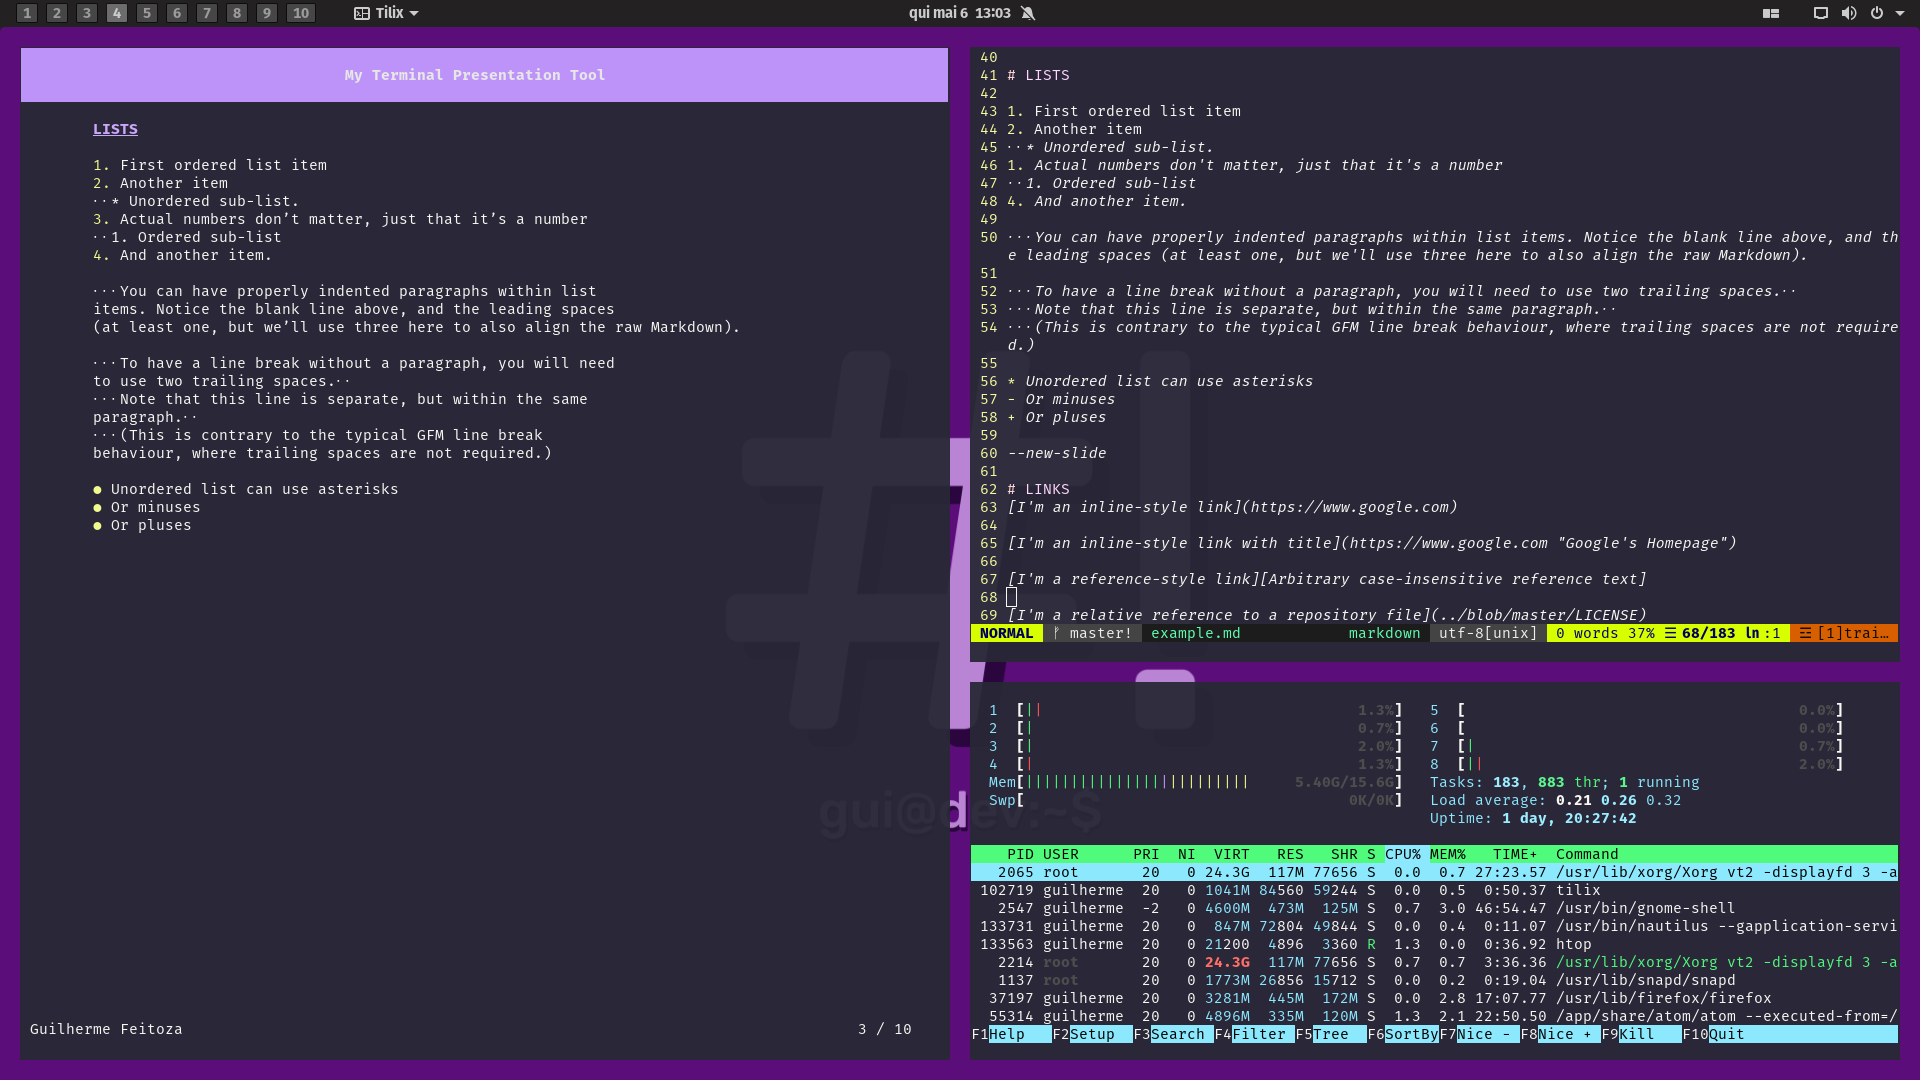 1 2 3 4 5 6 7 8 9 10 Tilix qui mai 6 13:03
My Terminal Presentation Tool
LISTS
1. First ordered list item
2. Another item
··* Unordered sub-list.
3. Actual numbers don’t matter, just that it’s a number
··1. Ordered sub-list
4. And another item.
···You can have properly indented paragraphs within list
items. Notice the blank line above, and the leading spaces
(at least one, but we’ll use three here to also align the raw Markdown).
···To have a line break without a paragraph, you will need
to use two trailing spaces.··
···Note that this line is separate, but within the same
paragraph.··
···(This is contrary to the typical GFM line break
behaviour, where trailing spaces are not required.)
● Unordered list can use asterisks
● Or minuses
● Or pluses
Guilherme Feitoza 3 / 10
40
41 # LISTS
42
43 1. First ordered list item
44 2. Another item
45 ··* Unordered sub-list.
46 1. Actual numbers don't matter, just that it's a number
47 ··1. Ordered sub-list
48 4. And another item.
49
50 ···You can have properly indented paragraphs within list items. Notice the blank line above, and th
e leading spaces (at least one, but we'll use three here to also align the raw Markdown).
51
52 ···To have a line break without a paragraph, you will need to use two trailing spaces.··
53 ···Note that this line is separate, but within the same paragraph.··
54 ···(This is contrary to the typical GFM line break behaviour, where trailing spaces are not require
d.)
55
56 * Unordered list can use asterisks
57 - Or minuses
58 + Or pluses
59
60 --new-slide
61
62 # LINKS
63 [I'm an inline-style link](https://www.google.com)
64
65 [I'm an inline-style link with title](https://www.google.com "Google's Homepage")
66
67 [I'm a reference-style link][Arbitrary case-insensitive reference text]
68
69 [I'm a relative reference to a repository file](../blob/master/LICENSE)
NORMAL master! example.md markdown utf-8[unix] 0 words 37% ☰ 68/183 ln :1 ☲ [1]trai…
#!
gui@dev:~$
1 [|| 1.3%] 5 [ 0.0%]
2 [| 0.7%] 6 [ 0.0%]
3 [| 2.0%] 7 [| 0.7%]
4 [| 1.3%] 8 [|| 2.0%]
Mem[||||||||||||||||||||||||| 5.40G/15.6G] Tasks: 183, 883 thr; 1 running
Swp[ 0K/0K] Load average: 0.21 0.26 0.32
Uptime: 1 day, 20:27:42
PID USER PRI NI VIRT RES SHR S CPU% MEM% TIME+ Command
2065 root 20 0 24.3G 117M 77656 S 0.0 0.7 27:23.57 /usr/lib/xorg/Xorg vt2 -displayfd 3 -a
102719 guilherme 20 0 1041M 84560 59244 S 0.0 0.5 0:50.37 tilix
2547 guilherme -2 0 4600M 473M 125M S 0.7 3.0 46:54.47 /usr/bin/gnome-shell
133731 guilherme 20 0 847M 72804 49844 S 0.0 0.4 0:11.07 /usr/bin/nautilus --gapplication-servi
133563 guilherme 20 0 21200 4896 3360 R 1.3 0.0 0:36.92 htop
2214 root 20 0 24.3G 117M 77656 S 0.7 0.7 3:36.36 /usr/lib/xorg/Xorg vt2 -displayfd 3 -a
1137 root 20 0 1773M 26856 15712 S 0.0 0.2 0:19.04 /usr/lib/snapd/snapd
37197 guilherme 20 0 3281M 445M 172M S 0.0 2.8 17:07.77 /usr/lib/firefox/firefox
55314 guilherme 20 0 4896M 335M 120M S 1.3 2.1 22:50.50 /app/share/atom/atom --executed-from=/
F1Help F2Setup F3Search F4Filter F5Tree F6SortBy F7Nice - F8Nice + F9Kill F10Quit